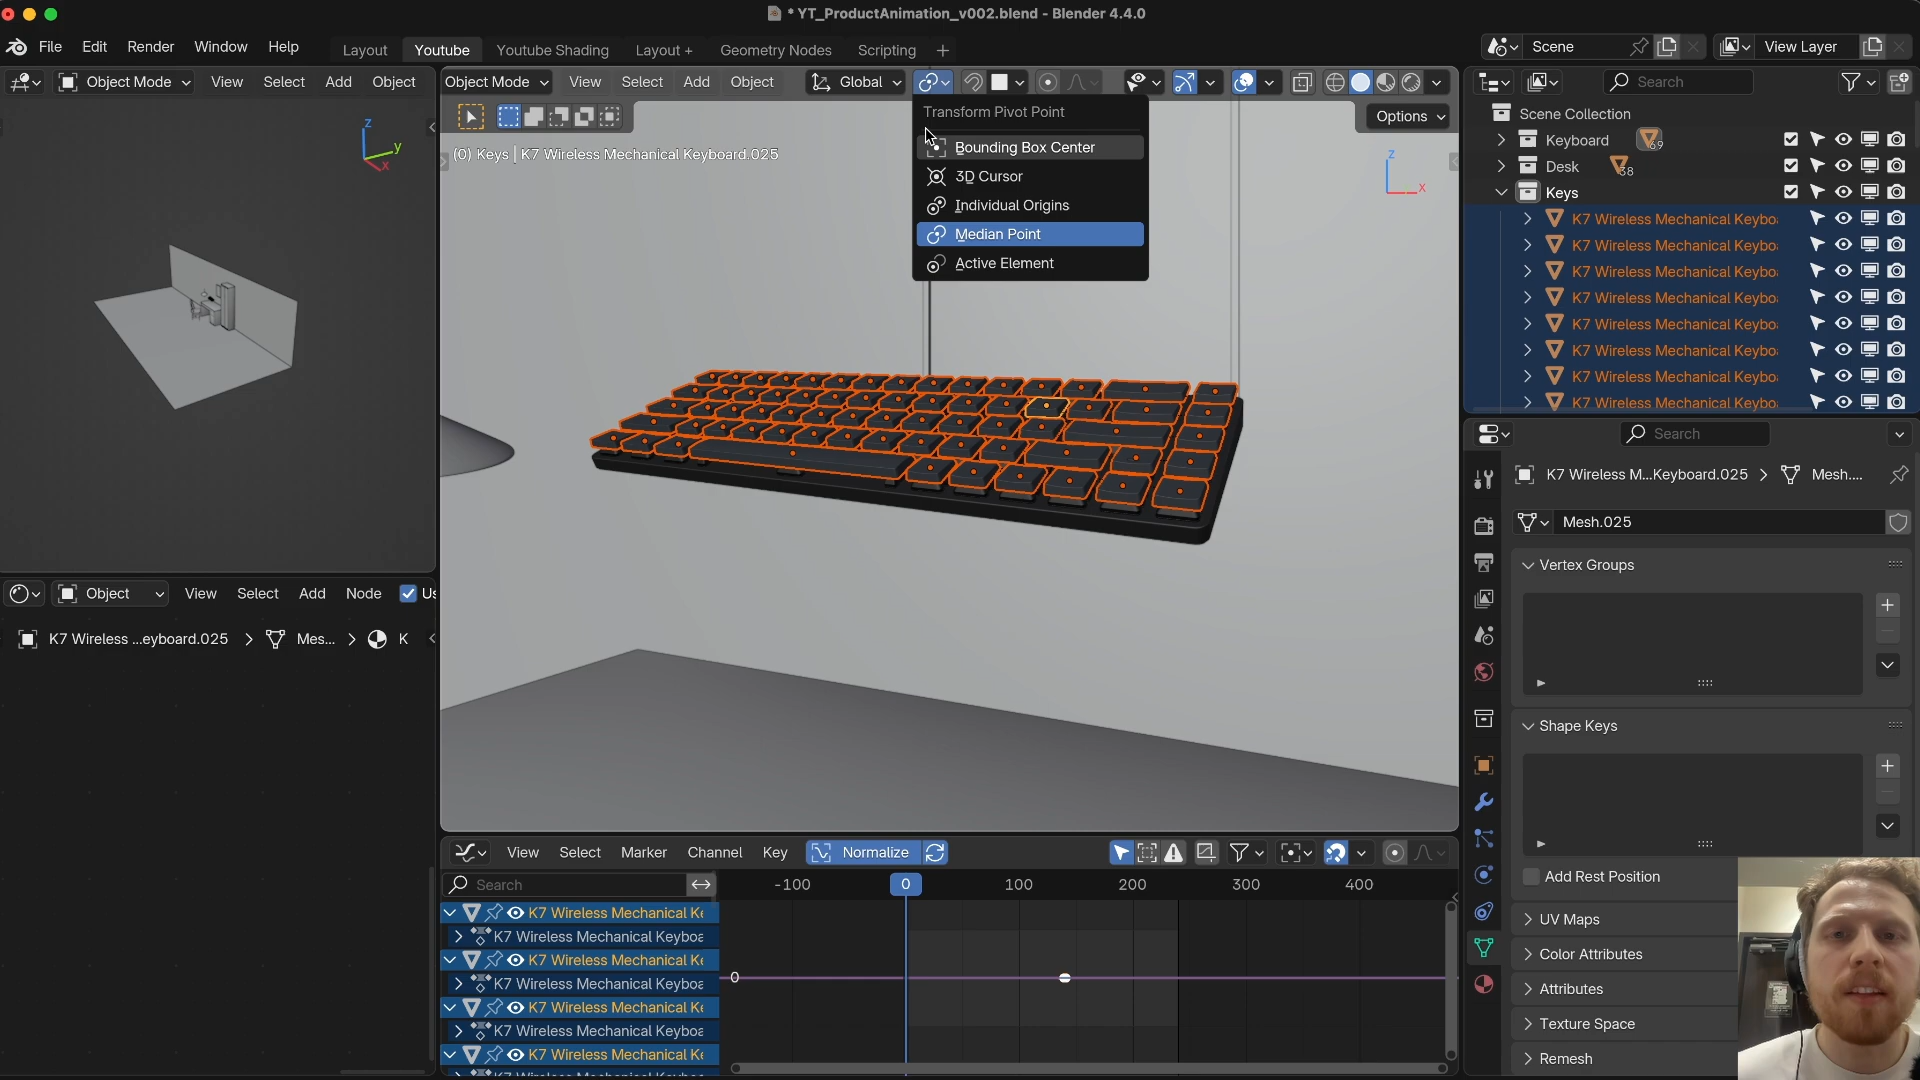 * YT_ProductAnimation_v002.blend - Blender 4.4.0
File Edit Render Window Help
Layout Youtube Youtube Shading Layout + Geometry Nodes Scripting
Scene
View Layer
Object Mode View Select Add Object
Object Mode View Select Add Object Global
Search
Options
(0) Keys | K7 Wireless Mechanical Keyboard.025
Transform Pivot Point
Bounding Box Center
3D Cursor
Individual Origins
Median Point
Active Element
z
y
x
z
x
Scene Collection
Keyboard 69
Desk 38
Keys
K7 Wireless Mechanical Keybo
K7 Wireless Mechanical Keybo
K7 Wireless Mechanical Keybo
K7 Wireless Mechanical Keybo
K7 Wireless Mechanical Keybo
K7 Wireless Mechanical Keybo
K7 Wireless Mechanical Keybo
K7 Wireless Mechanical Keybo
Search
K7 Wireless M...Keyboard.025 Mesh....
Mesh.025
Vertex Groups
Shape Keys
Add Rest Position
UV Maps
Color Attributes
Attributes
Texture Space
Remesh
Object View Select Add Node Us
K7 Wireless ...eyboard.025 Mes... K
View Select Marker Channel Key Normalize
Search
-100 0 100 200 300 400
K7 Wireless Mechanical Ke
K7 Wireless Mechanical Keyboa
K7 Wireless Mechanical Ke
K7 Wireless Mechanical Keyboa
K7 Wireless Mechanical Ke
K7 Wireless Mechanical Keyboa
K7 Wireless Mechanical Ke
K7 Wireless Mechanical Keyboa
0